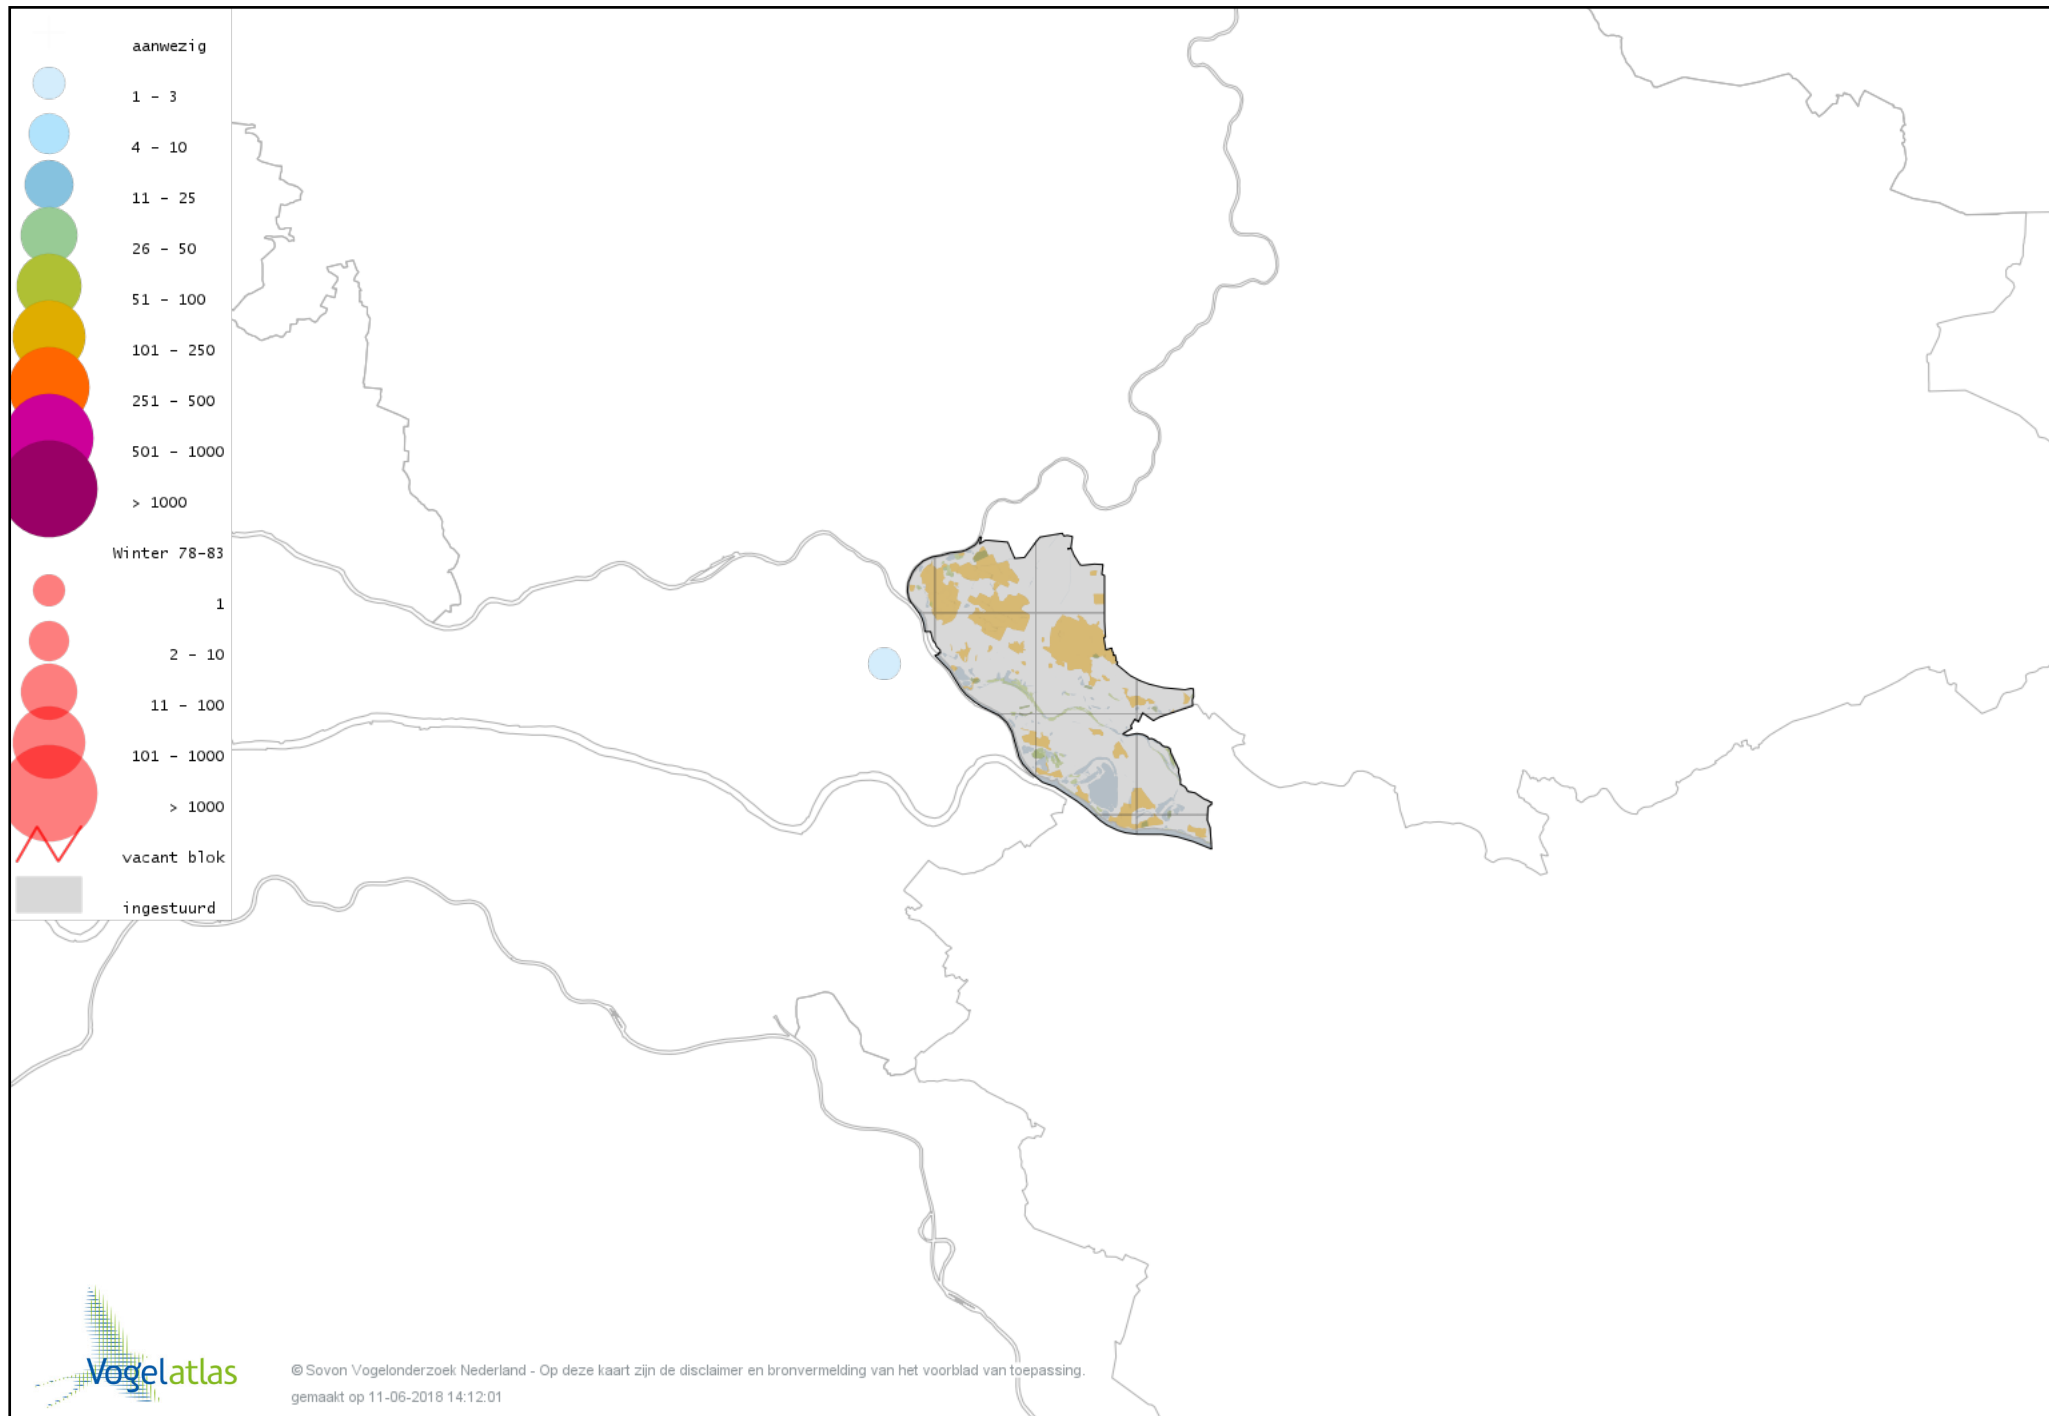 aanwezig
1 - 3
4 - 10
11 - 25
26 - 50
51 - 100
101 - 250
251 - 500
501 - 1000
> 1000
Winter 78-83
1
2 - 10
11 - 100
101 - 1000
> 1000
vacant blok
ingestuurd
Vogelatlas
© Sovon Vogelonderzoek Nederland - Op deze kaart zijn de disclaimer en bronvermelding van het voorblad van toepassing.
gemaakt op 11-06-2018 14:12:01